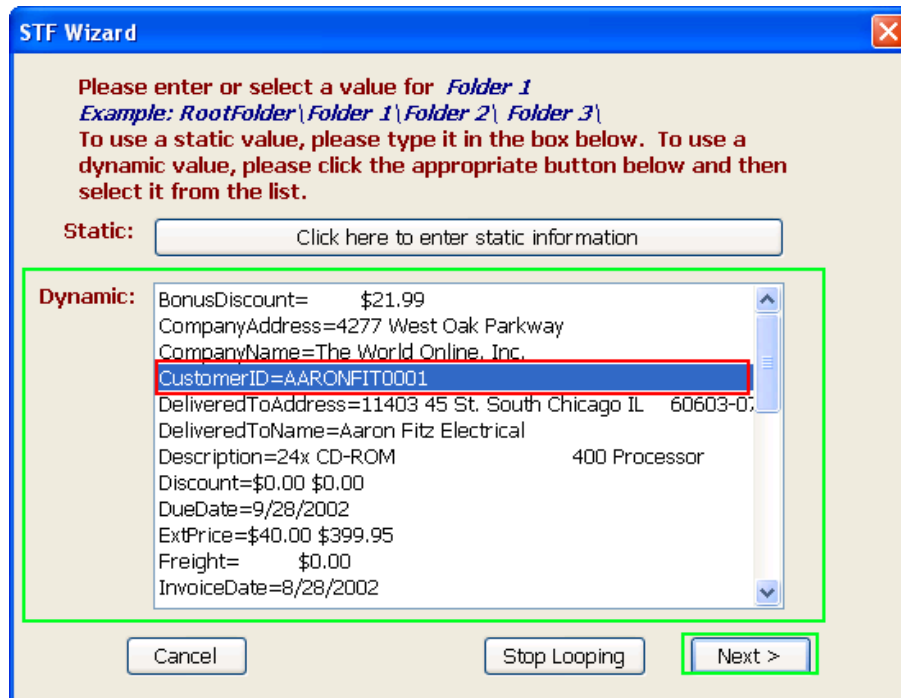 STF Wizard
Please enter or select a value for Folder 1
Example: RootFolder\Folder 1\Folder 2\ Folder 3\
To use a static value, please type it in the box below. To use a
dynamic value, please click the appropriate button below and then
select it from the list.
Static: Click here to enter static information
Dynamic:
BonusDiscount= $21.99
CompanyAddress=4277 West Oak Parkway
CompanyName=The World Online, Inc.
CustomerID=AARONFIT0001
DeliveredToAddress=11403 45 St. South Chicago IL 60603-0
DeliveredToName=Aaron Fitz Electrical
Description=24x CD-ROM 400 Processor
Discount=$0.00 $0.00
DueDate=9/28/2002
ExtPrice=$40.00 $399.95
Freight= $0.00
InvoiceDate=8/28/2002
Cancel Stop Looping Next >